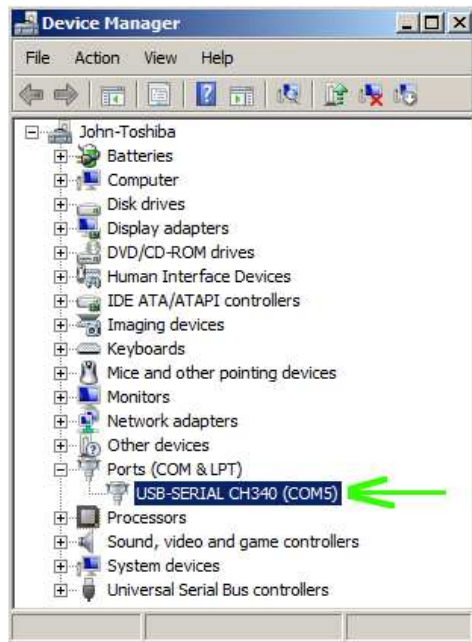 Device Manager
File Action View Help
John-Toshiba
Batteries
Computer
Disk drives
Display adapters
DVD/CD-ROM drives
Human Interface Devices
IDE ATA/ATAPI controllers
Imaging devices
Keyboards
Mice and other pointing devices
Monitors
Network adapters
Other devices
Ports (COM & LPT)
USB-SERIAL CH340 (COM5)
Processors
Sound, video and game controllers
System devices
Universal Serial Bus controllers